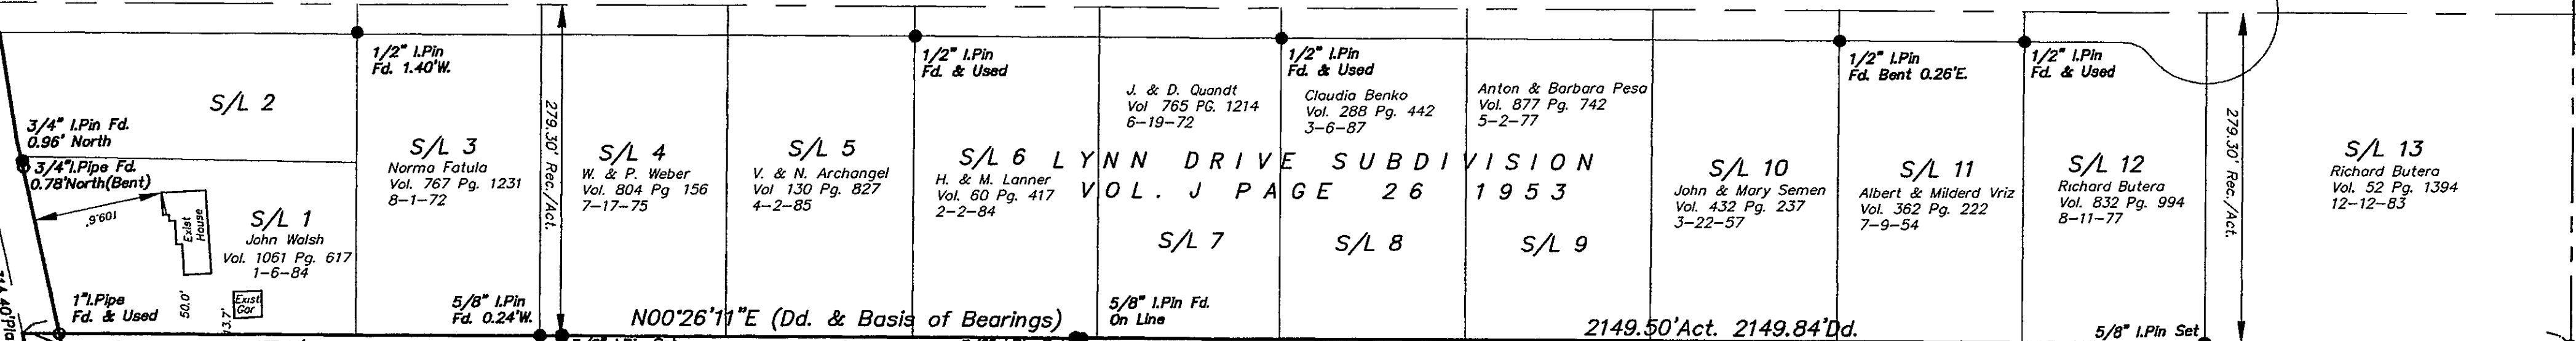 1/2" I.Pin
Fd. 1.40'W.
1/2" I.Pin
Fd. & Used
1/2" I.Pin
Fd. & Used
1/2" I.Pin
Fd. Bent 0.26'E.
1/2" I.Pin
Fd. & Used
S/L 2
3/4" I.Pin Fd.
0.96' North
3/4"I.Pipe Fd.
0.78'North(Bent)
109.6'
Exist
House
S/L 1
John Walsh
Vol. 1061 Pg. 617
1-6-84
1"I.Pipe
Fd. & Used
50.0'
Exist
Gar
S/L 3
Norma Fatula
Vol. 767 Pg. 1231
8-1-72
5/8" I.Pin
Fd. 0.24'W.
279.30' Rec./Act.
S/L 4
W. & P. Weber
Vol. 804 Pg 156
7-17-75
S/L 5
V. & N. Archangel
Vol 130 Pg. 827
4-2-85
S/L 6
H. & M. Lanner
Vol. 60 Pg. 417
2-2-84
LYNN DRIVE SUBDIVISION
VOL. J PAGE 26 1953
J. & D. Quandt
Vol 765 PG. 1214
6-19-72
S/L 7
Claudia Benko
Vol. 288 Pg. 442
3-6-87
S/L 8
Anton & Barbara Pesa
Vol. 877 Pg. 742
5-2-77
S/L 9
S/L 10
John & Mary Semen
Vol. 432 Pg. 237
3-22-57
S/L 11
Albert & Milderd Vriz
Vol. 362 Pg. 222
7-9-54
S/L 12
Richard Butera
Vol. 832 Pg. 994
8-11-77
279.30' Rec./Act.
S/L 13
Richard Butera
Vol. 52 Pg. 1394
12-12-83
N00°26'11"E (Dd. & Basis of Bearings)
5/8" I.Pin Fd.
On Line
2149.50'Act. 2149.84'Dd.
5/8" I.Pin Set